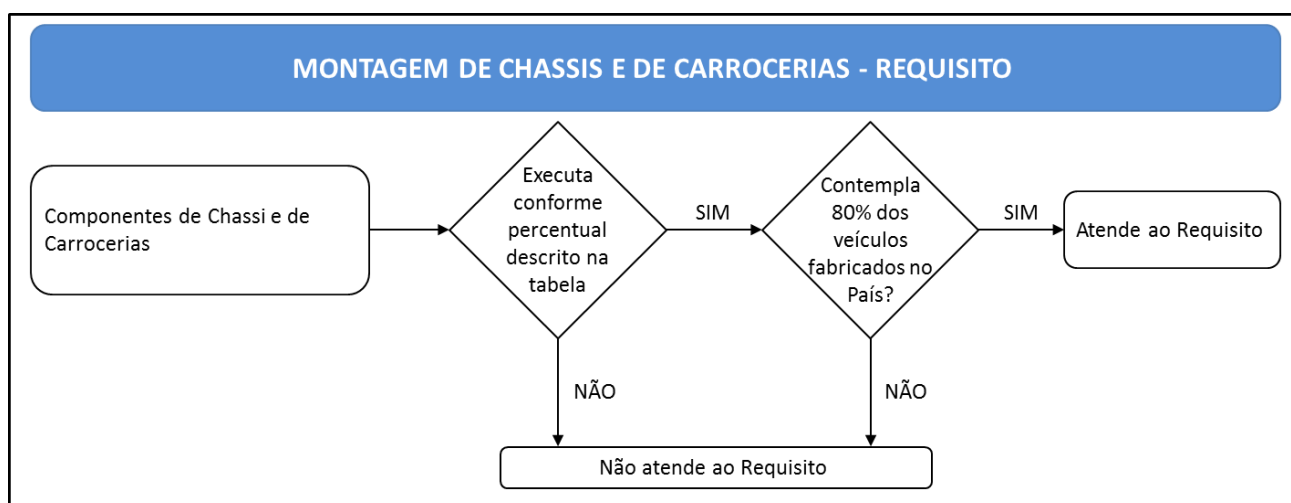 MONTAGEM DE CHASSIS E DE CARROCERIAS - REQUISITO
Componentes de Chassi e de
Carrocerias
Executa
conforme
percentual
descrito na
tabela
SIM
Contempla
80% dos
veículos
fabricados no
País?
SIM
Atende ao Requisito
NÃO
NÃO
Não atende ao Requisito